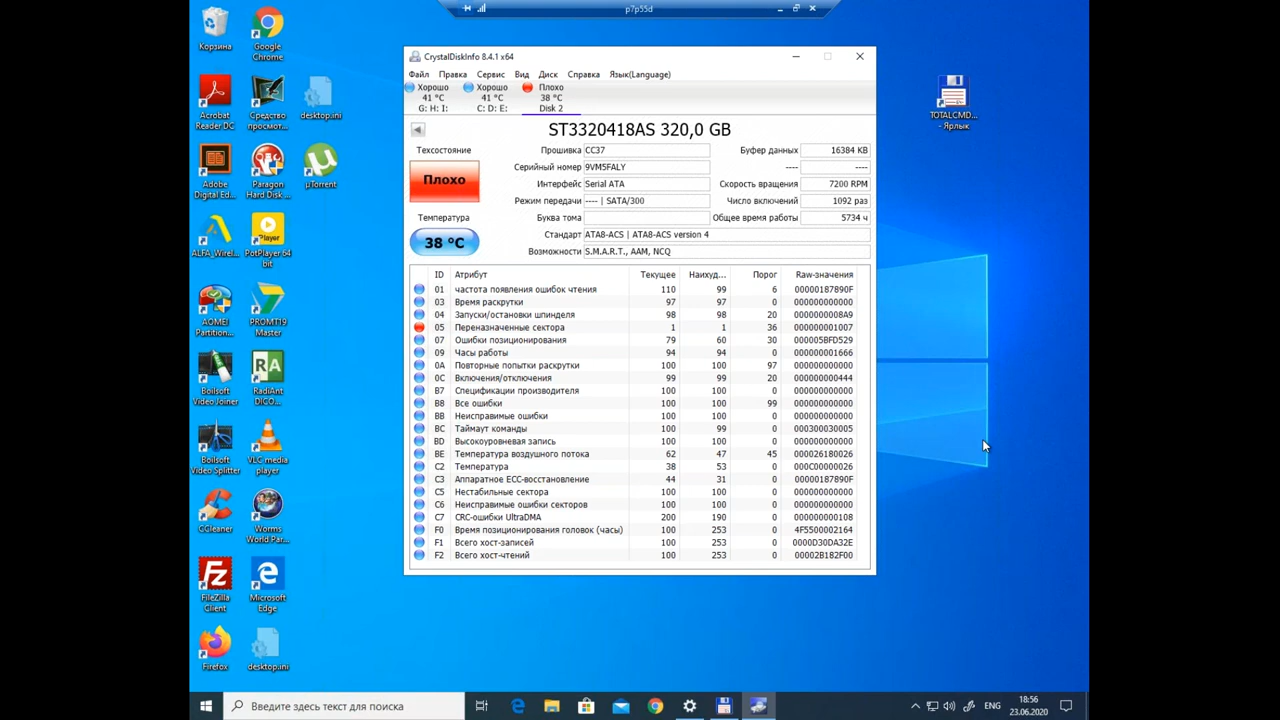 p7p55d
Корзина
Google Chrome
Acrobat Reader DC
Средство просмот...
desktop.ini
Adobe Digital Ed...
Paragon Hard Disk ...
µTorrent
ALFA_Wirel...
PotPlayer 64 bit
AOMEI Partition...
PROMT19 Master
Boilsoft Video Joiner
RadiAnt DICO...
Boilsoft Video Splitter
VLC media player
CCleaner
Worms World Par...
FileZilla Client
Microsoft Edge
Firefox
desktop.ini
TOTALCMD... - Ярлык
CrystalDiskInfo 8.4.1 x64
Файл Правка Сервис Вид Диск Справка Язык(Language)
Хорошо Хорошо Плохо
41 °C 41 °C 38 °C
G: H: I: C: D: E: Disk 2
ST3320418AS 320,0 GB
Техсостояние Прошивка CC37 Буфер данных 16384 KB
Плохо Серийный номер 9VM5FALY ---- ----
Интерфейс Serial ATA Скорость вращения 7200 RPM
Режим передачи ---- | SATA/300 Число включений 1092 раз
Температура Буква тома Общее время работы 5734 ч
38 °C Стандарт ATA8-ACS | ATA8-ACS version 4
Возможности S.M.A.R.T., AAM, NCQ
ID Атрибут Текущее Наихуд... Порог Raw-значения
01 частота появления ошибок чтения 110 99 6 00000187890F
03 Время раскрутки 97 97 0 000000000000
04 Запуски/остановки шпинделя 98 98 20 0000000008A9
05 Переназначенные сектора 1 1 36 000000001007
07 Ошибки позиционирования 79 60 30 000005BFD529
09 Часы работы 94 94 0 000000001666
0A Повторные попытки раскрутки 100 100 97 000000000000
0C Включения/отключения 99 99 20 000000000444
B7 Спецификации производителя 100 100 0 000000000000
B8 Все ошибки 100 100 99 000000000000
BB Неисправимые ошибки 100 100 0 000000000000
BC Таймаут команды 100 99 0 000300030005
BD Высокоуровневая запись 100 100 0 000000000000
BE Температура воздушного потока 62 47 45 000026180026
C2 Температура 38 53 0 000C00000026
C3 Аппаратное ECC-восстановление 44 31 0 00000187890F
C5 Нестабильные сектора 100 100 0 000000000000
C6 Неисправимые ошибки секторов 100 100 0 000000000000
C7 CRC-ошибки UltraDMA 200 190 0 000000000108
F0 Время позиционирования головок (часы) 100 253 0 4F5500002164
F1 Всего хост-записей 100 253 0 0000D30DA32E
F2 Всего хост-чтений 100 253 0 00002B182F00
Введите здесь текст для поиска
ENG
18:56
23.06.2020